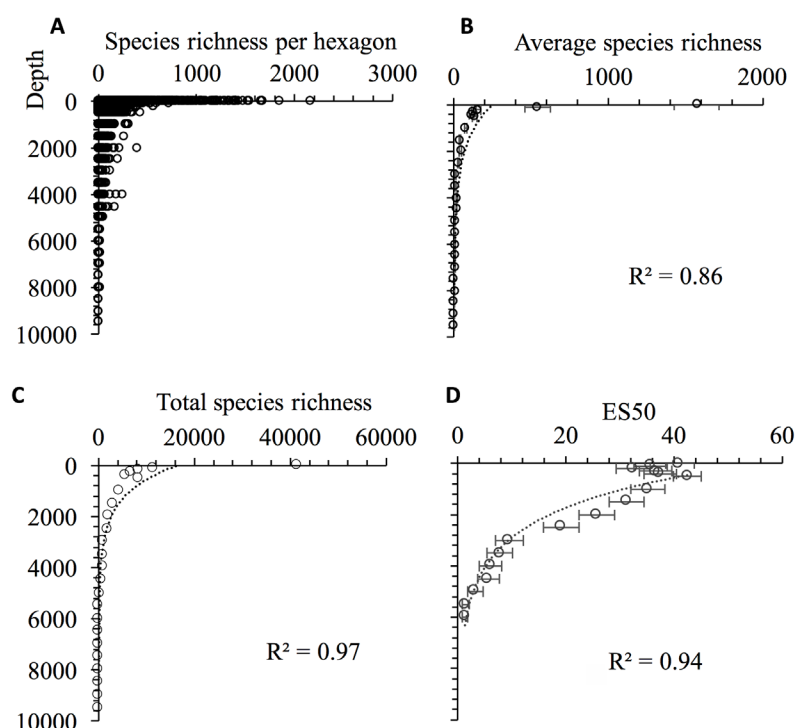 A
Species richness per hexagon
0 1000 2000 3000
Depth
0
2000
4000
6000
8000
10000
B
Average species richness
0 1000 2000
R² = 0.86
C
Total species richness
0 20000 40000 60000
0
2000
4000
6000
8000
10000
R² = 0.97
D
ES50
0 20 40 60
R² = 0.94